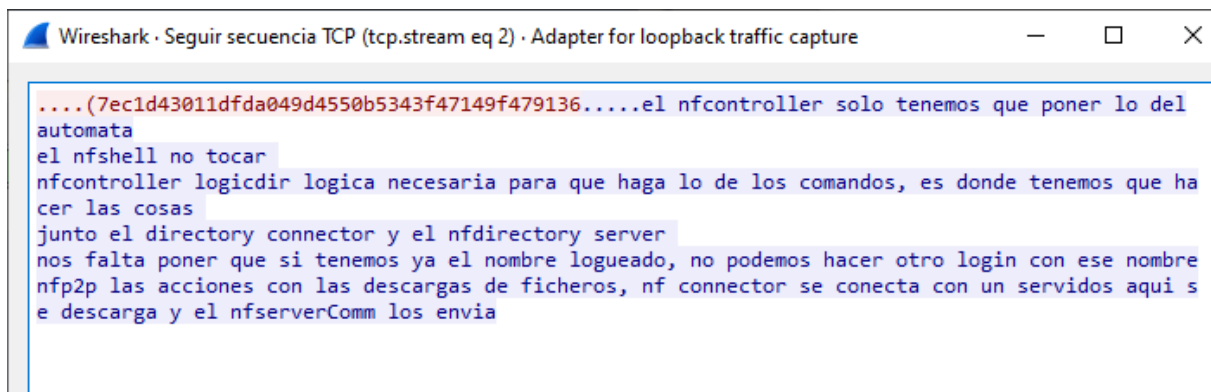 Wireshark · Seguir secuencia TCP (tcp.stream eq 2) · Adapter for loopback traffic capture
....(7ec1d43011dfda049d4550b5343f47149f479136.....el nfcontroller solo tenemos que poner lo del
automata
el nfshell no tocar
nfcontroller logicdir logica necesaria para que haga lo de los comandos, es donde tenemos que ha
cer las cosas
junto el directory connector y el nfdirectory server
nos falta poner que si tenemos ya el nombre logueado, no podemos hacer otro login con ese nombre
nfp2p las acciones con las descargas de ficheros, nf connector se conecta con un servidos aqui s
e descarga y el nfserverComm los envia